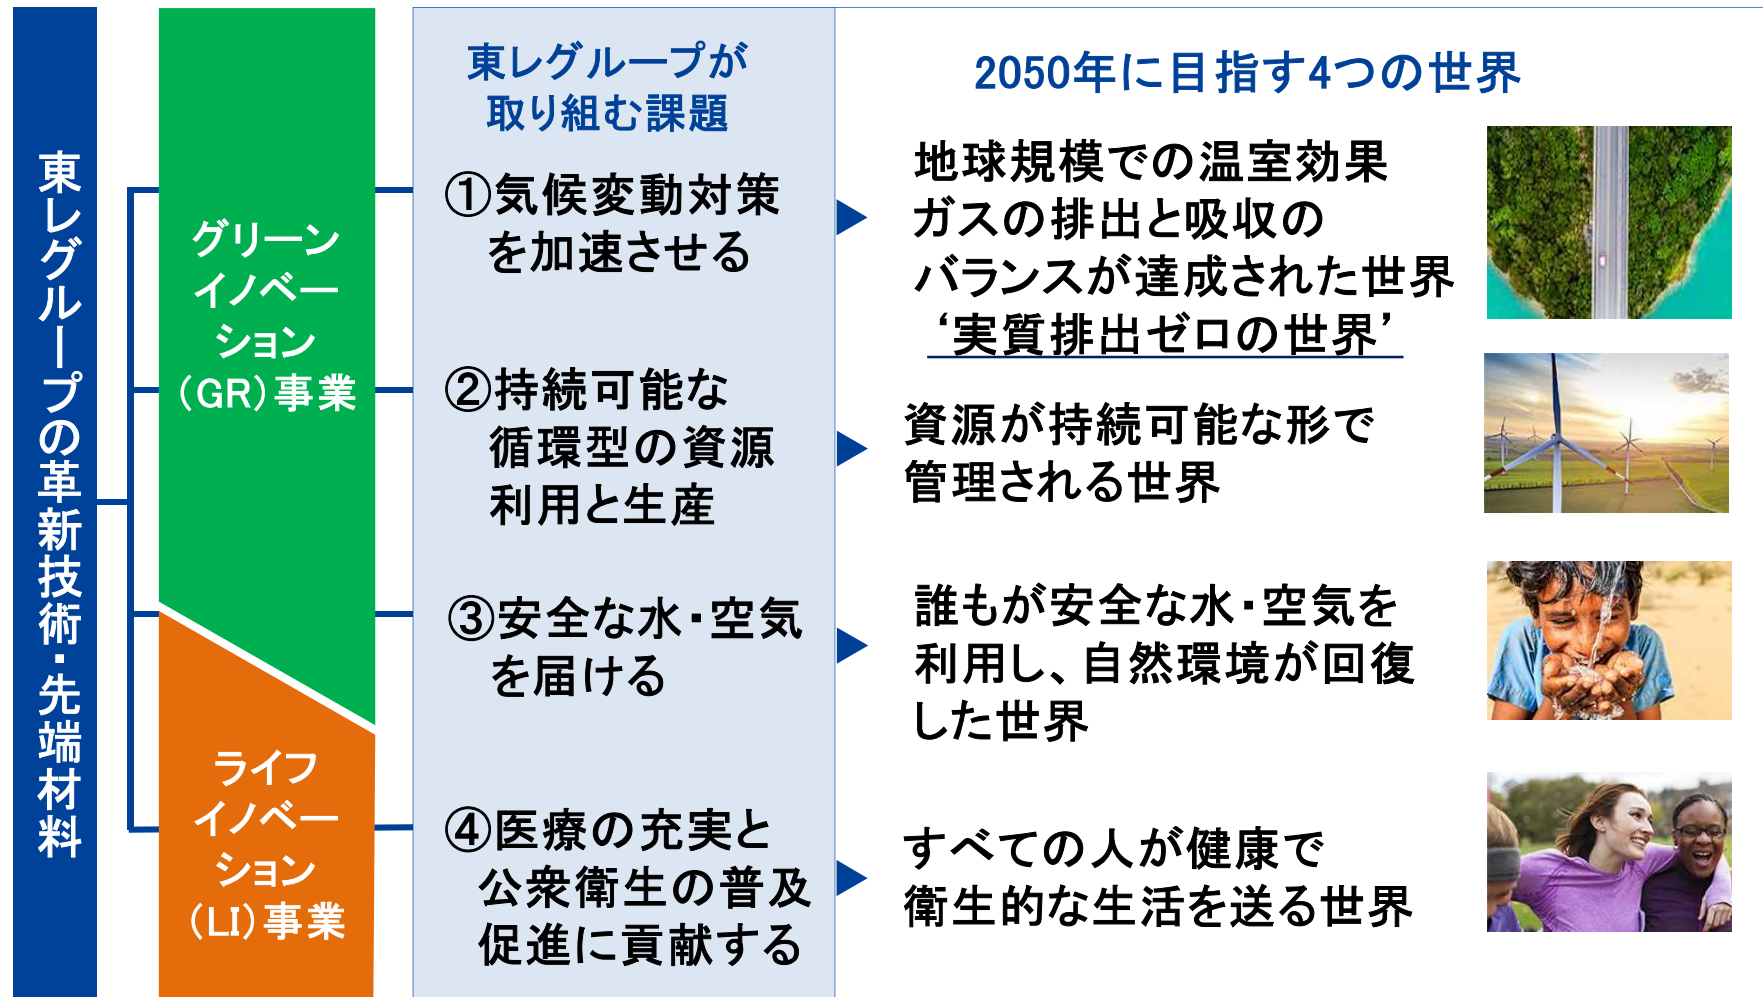 東レグループの革新技術・先端材料
グリーン
イノベー
ション
(GR)事業
ライフ
イノベー
ション
(LI)事業
東レグループが
取り組む課題
①気候変動対策
を加速させる
②持続可能な
循環型の資源
利用と生産
③安全な水・空気
を届ける
④医療の充実と
公衆衛生の普及
促進に貢献する
2050年に目指す4つの世界
地球規模での温室効果
ガスの排出と吸収の
バランスが達成された世界
‘実質排出ゼロの世界’
資源が持続可能な形で
管理される世界
誰もが安全な水・空気を
利用し、自然環境が回復
した世界
すべての人が健康で
衛生的な生活を送る世界